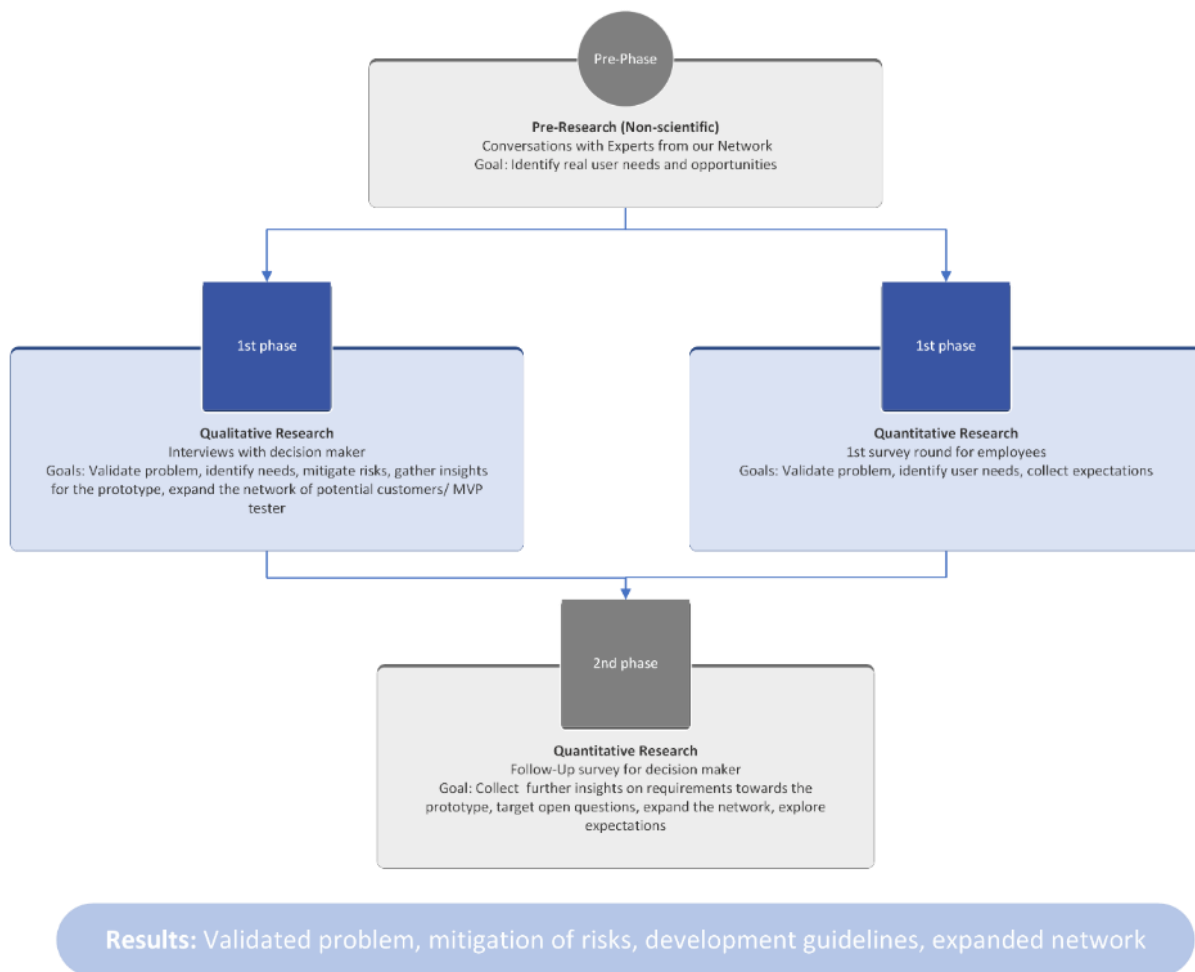 Pre-Phase
Pre-Research (Non-scientific)
Conversations with Experts from our Network
Goal: Identify real user needs and opportunities
1st phase
Qualitative Research
Interviews with decision maker
Goals: Validate problem, identify needs, mitigate risks, gather insights
for the prototype, expand the network of potential customers/ MVP
tester
1st phase
Quantitative Research
1st survey round for employees
Goals: Validate problem, identify user needs, collect expectations
2nd phase
Quantitative Research
Follow-Up survey for decision maker
Goal: Collect further insights on requirements towards the
prototype, target open questions, expand the network, explore
expectations
Results: Validated problem, mitigation of risks, development guidelines, expanded network